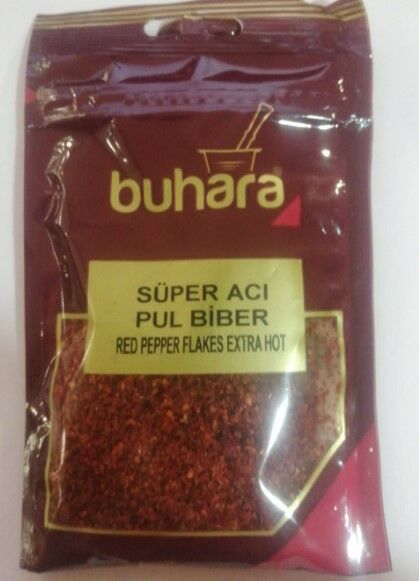 buhara
SÜPER ACI
PUL BİBER
RED PEPPER FLAKES EXTRA HOT